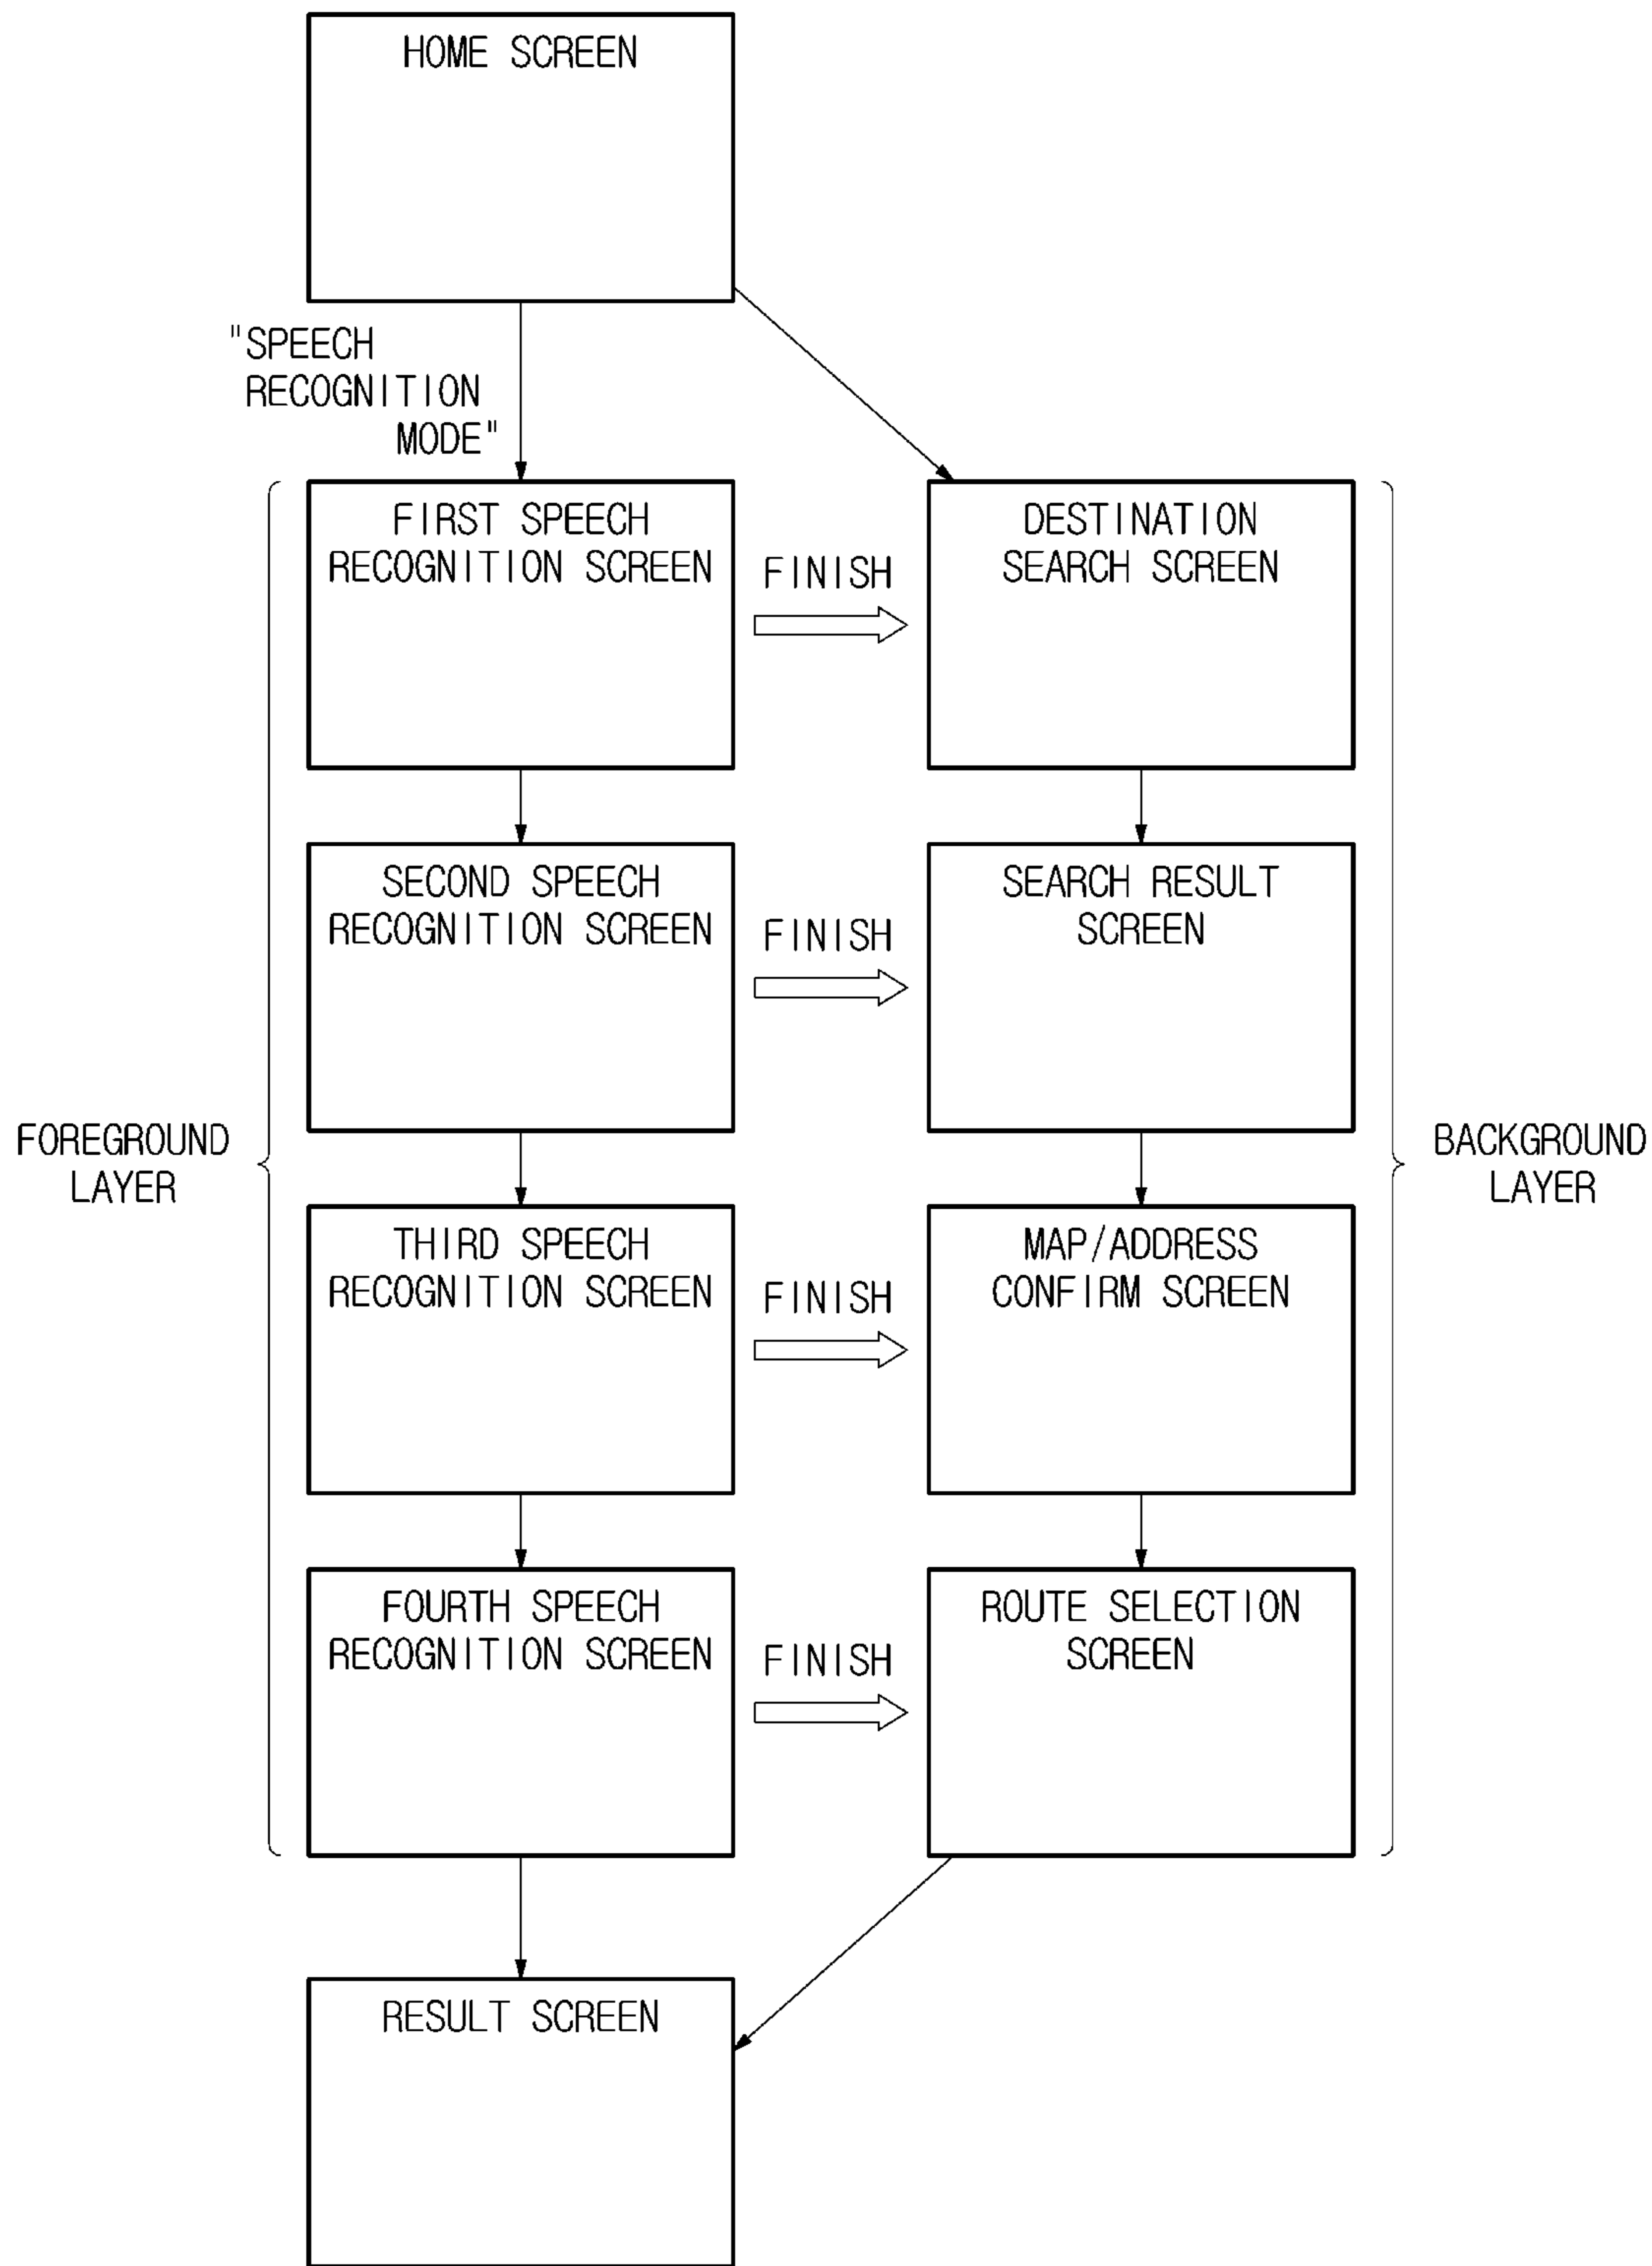 HOME SCREEN
"SPEECH
RECOGNITION
MODE"
FIRST SPEECH
RECOGNITION SCREEN
FINISH
DESTINATION
SEARCH SCREEN
SECOND SPEECH
RECOGNITION SCREEN
FINISH
SEARCH RESULT
SCREEN
FOREGROUND
LAYER
BACKGROUND
LAYER
THIRD SPEECH
RECOGNITION SCREEN
FINISH
MAP/ADDRESS
CONFIRM SCREEN
FOURTH SPEECH
RECOGNITION SCREEN
FINISH
ROUTE SELECTION
SCREEN
RESULT SCREEN